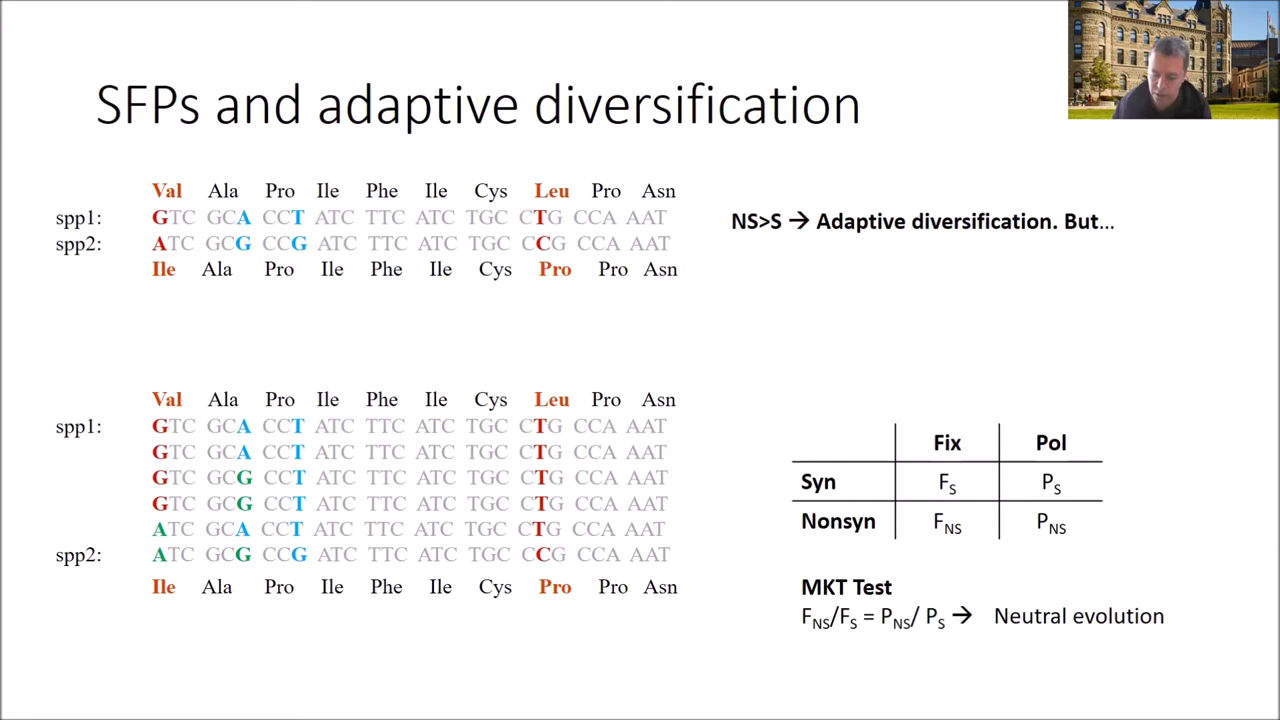 SFPs and adaptive diversification
Val Ala Pro Ile Phe Ile Cys Leu Pro Asn
spp1: GTC GCA CCT ATC TTC ATC TGC CTG CCA AAT
spp2: ATC GCG CCG ATC TTC ATC TGC CCG CCA AAT
Ile Ala Pro Ile Phe Ile Cys Pro Pro Asn
NS>S → Adaptive diversification. But…
Val Ala Pro Ile Phe Ile Cys Leu Pro Asn
spp1: GTC GCA CCT ATC TTC ATC TGC CTG CCA AAT
GTC GCA CCT ATC TTC ATC TGC CTG CCA AAT
GTC GCG CCT ATC TTC ATC TGC CTG CCA AAT
GTC GCG CCT ATC TTC ATC TGC CTG CCA AAT
ATC GCA CCT ATC TTC ATC TGC CTG CCA AAT
spp2: ATC GCG CCG ATC TTC ATC TGC CCG CCA AAT
Ile Ala Pro Ile Phe Ile Cys Pro Pro Asn
Fix Pol
Syn FS PS
Nonsyn FNS PNS
MKT Test
FNS/FS = PNS/ PS → Neutral evolution